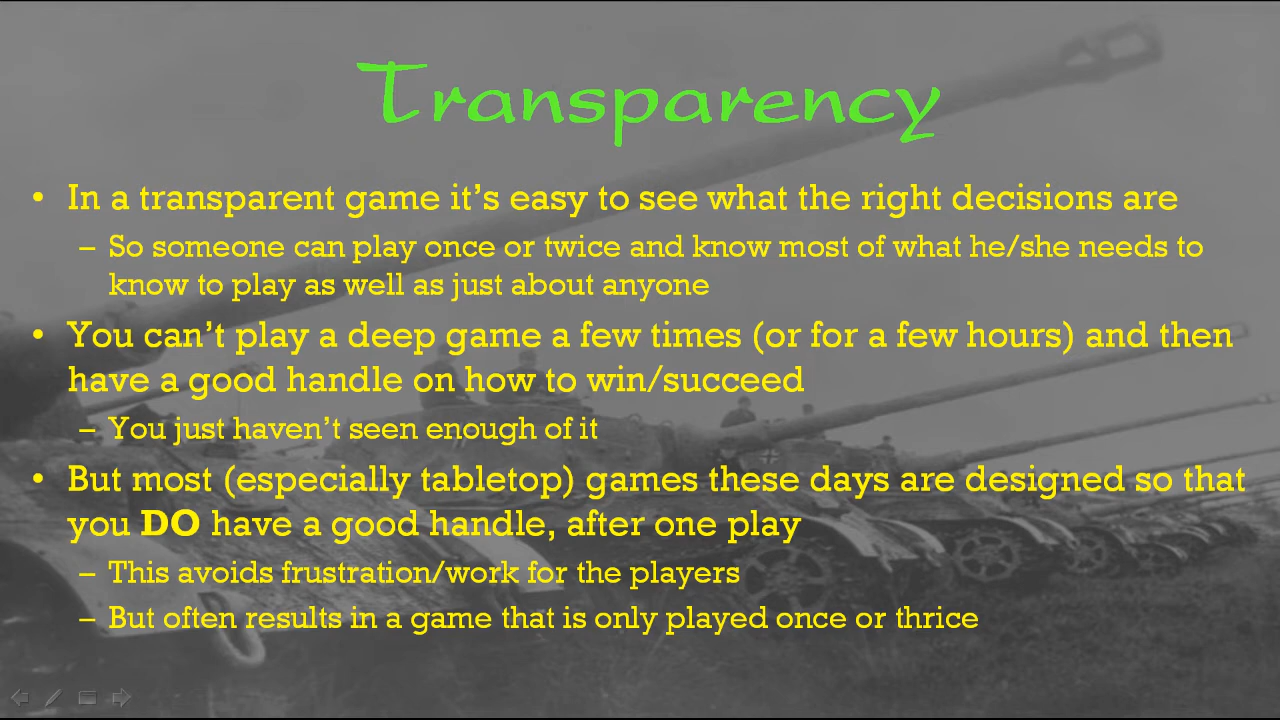 Transparency
• In a transparent game it’s easy to see what the right decisions are
– So someone can play once or twice and know most of what he/she needs to
know to play as well as just about anyone
• You can’t play a deep game a few times (or for a few hours) and then
have a good handle on how to win/succeed
– You just haven’t seen enough of it
• But most (especially tabletop) games these days are designed so that
you DO have a good handle, after one play
– This avoids frustration/work for the players
– But often results in a game that is only played once or thrice